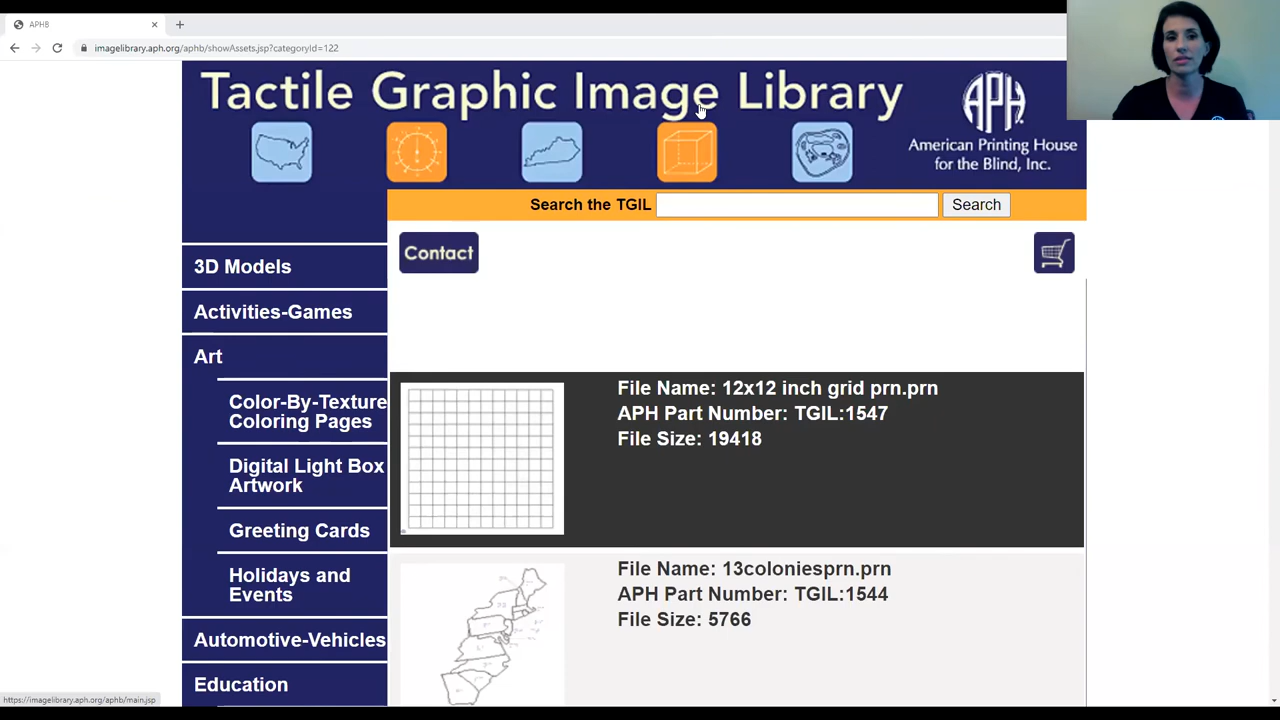 APHB
imagelibrary.aph.org/aphb/showAssets.jsp?categoryId=122
Tactile Graphic Image Library
APH
American Printing House
for the Blind, Inc.
Search the TGIL
Search
Contact
3D Models
Activities-Games
Art
Color-By-Texture
Coloring Pages
Digital Light Box
Artwork
Greeting Cards
Holidays and
Events
Automotive-Vehicles
Education
File Name: 12x12 inch grid prn.prn
APH Part Number: TGIL:1547
File Size: 19418
File Name: 13coloniesprn.prn
APH Part Number: TGIL:1544
File Size: 5766
https://imagelibrary.aph.org/aphb/main.jsp